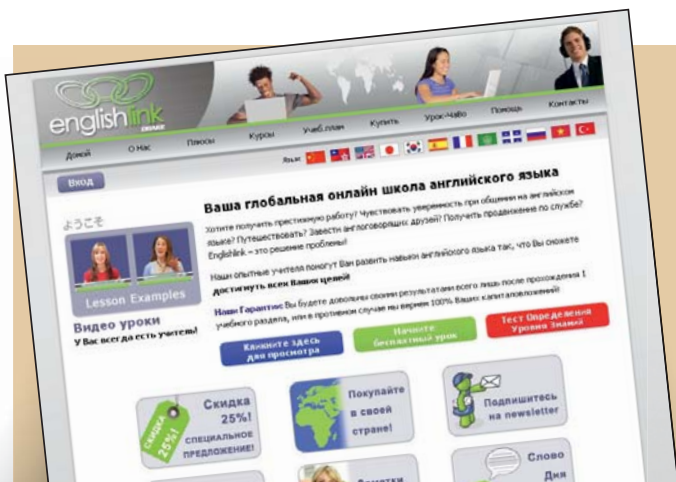 englishlink
Домой О Нас Плюсы Курсы Учеб.план Купить Урок-Чаво Помощь Контакты
Язык:
Вход
ようこそ
Lesson Examples
Видео уроки
У Вас всегда есть учитель!
Ваша глобальная онлайн школа английского языка
Хотите получить престижную работу? Чувствовать уверенность при общении на английском
языке? Путешествовать? Завести англоговорящих друзей? Получить продвижение по службе?
Englishlink – это решение проблемы!
Наши опытные учителя помогут Вам развить навыки английского языка так, что Вы сможете
достигнуть всех Ваших целей!
Наши Гарантии: Вы будете довольны своими результатами всего лишь после прохождения 1
учебного раздела, или в противном случае мы вернем 100% Ваших капиталовложений!
Кликните здесь
для просмотра
Начните
бесплатный урок
Тест Определения
Уровня Знаний
СКИДКА
25%!
Скидка
25%!
СПЕЦИАЛЬНОЕ
ПРЕДЛОЖЕНИЕ!
Покупайте
в своей
стране!
Подпишитесь
на newsletter
Слово
Дня